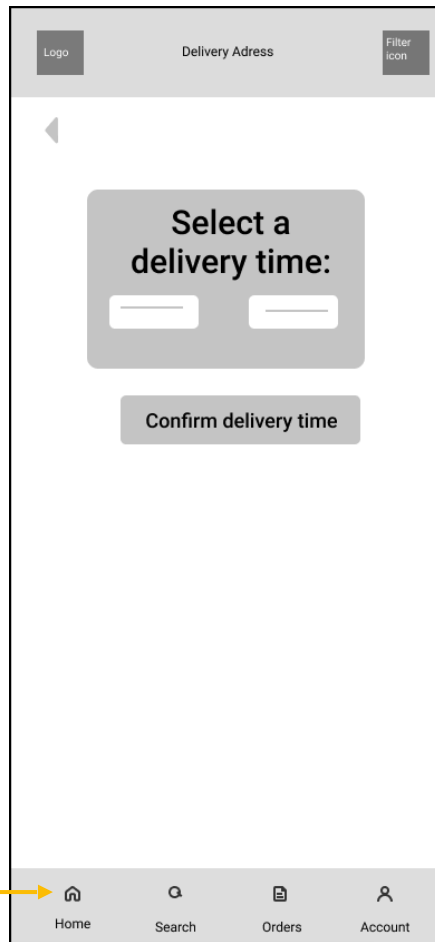 Logo
Delivery Adress
Filter
icon
Select a
delivery time:
Confirm delivery time
Home
Search
Orders
Account